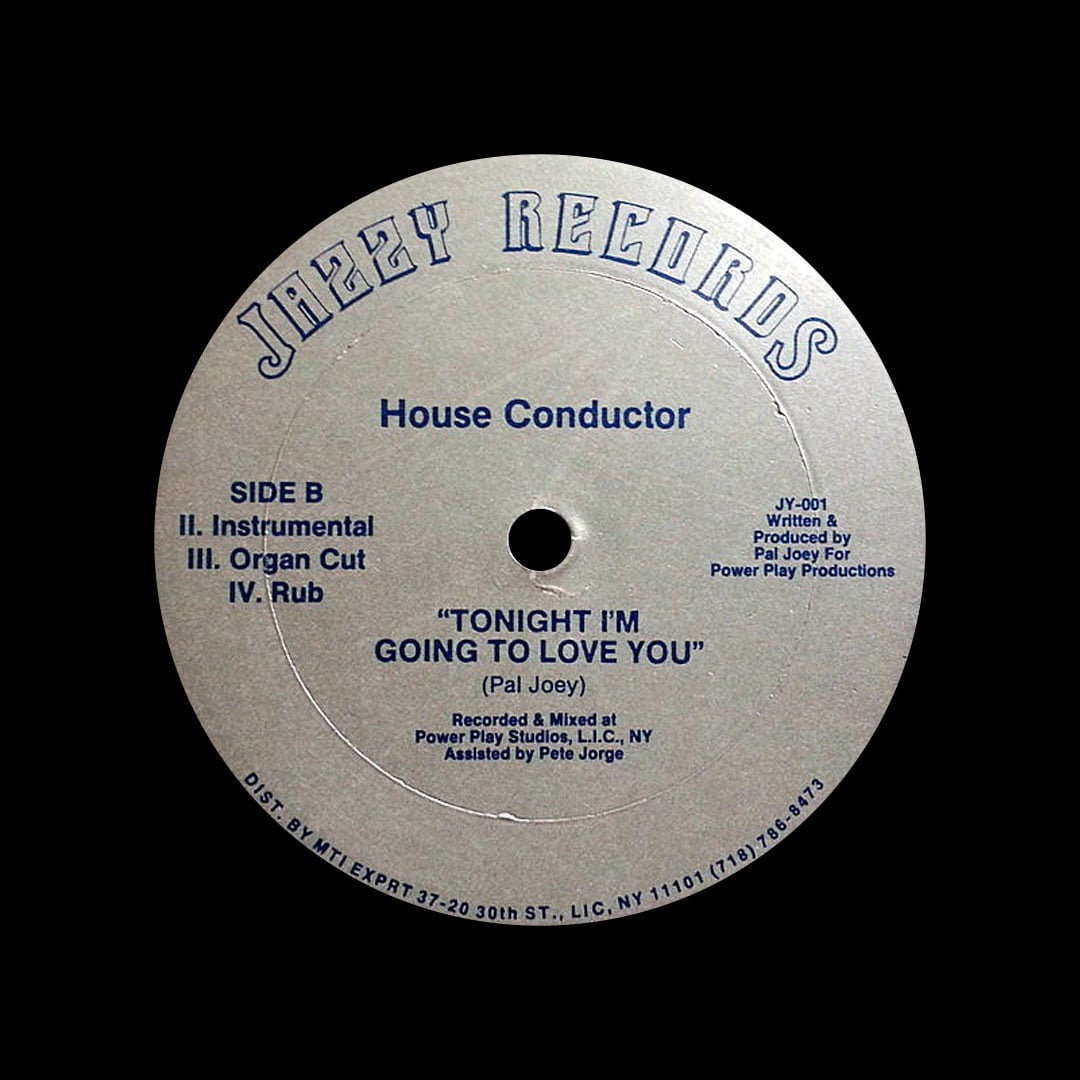 JAZZY RECORDS
House Conductor
SIDE B
II. Instrumental
III. Organ Cut
IV. Rub
JY-001
Written &
Produced by
Pal Joey For
Power Play Productions
“TONIGHT I’M
GOING TO LOVE YOU”
(Pal Joey)
Recorded & Mixed at
Power Play Studios, L.I.C., NY
Assisted by Pete Jorge
DIST. BY MTI EXPRT 37-20 30th ST., LIC, NY 11101 (718) 786-8473